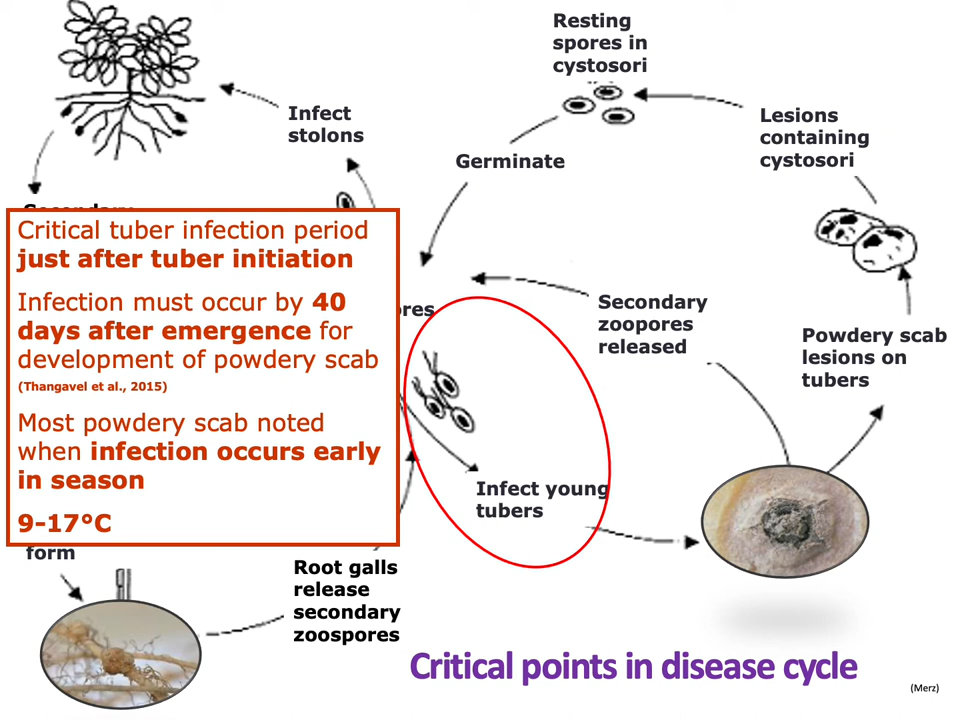 Resting
spores in
cystosori
Infect
stolons
Lesions
containing
cystosori
Germinate
Critical tuber infection period
just after tuber initiation
Infection must occur by 40
days after emergence for
development of powdery scab
(Thangavel et al., 2015)
Most powdery scab noted
when infection occurs early
in season
9-17°C
Secondary
zoopores
released
Powdery scab
lesions on
tubers
Infect young
tubers
form
Root galls
release
secondary
zoospores
Critical points in disease cycle
(Merz)